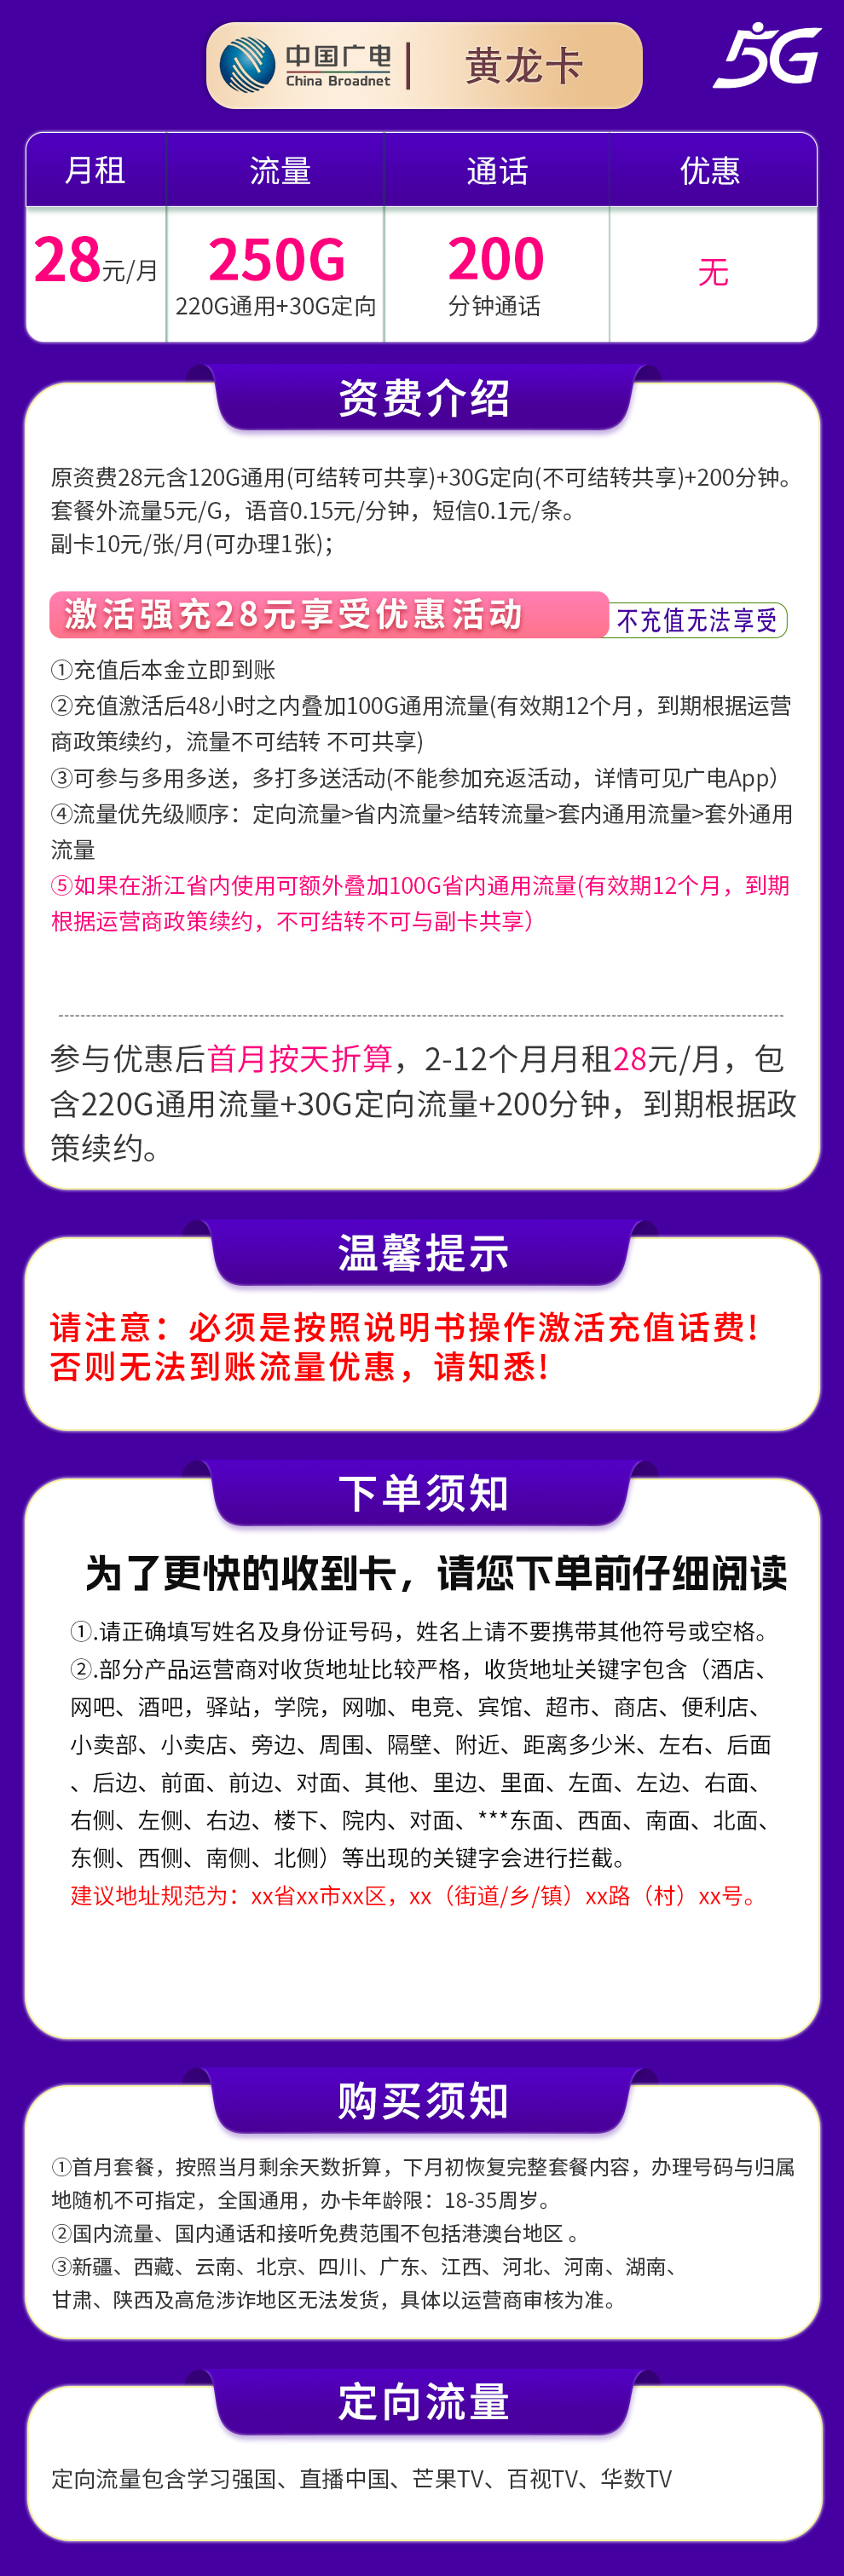 中国广电
China Broadnet
黄龙卡
5G
月租 流量 通话 优惠
28元/月 250G 200 无
220G通用+30G定向 分钟通话
资费介绍
原资费28元含120G通用(可结转可共享)+30G定向(不可结转共享)+200分钟。
套餐外流量5元/G，语音0.15元/分钟，短信0.1元/条。
副卡10元/张/月(可办理1张)；
激活强充28元享受优惠活动 不充值无法享受
①充值后本金立即到账
②充值激活后48小时之内叠加100G通用流量(有效期12个月，到期根据运营
商政策续约，流量不可结转 不可共享)
③可参与多用多送，多打多送活动(不能参加充返活动，详情可见广电App）
④流量优先级顺序：定向流量>省内流量>结转流量>套内通用流量>套外通用
流量
⑤如果在浙江省内使用可额外叠加100G省内通用流量(有效期12个月，到期
根据运营商政策续约，不可结转不可与副卡共享）
参与优惠后首月按天折算，2-12个月月租28元/月，包
含220G通用流量+30G定向流量+200分钟，到期根据政
策续约。
温馨提示
请注意：必须是按照说明书操作激活充值话费!
否则无法到账流量优惠，请知悉!
下单须知
为了更快的收到卡，请您下单前仔细阅读
①.请正确填写姓名及身份证号码，姓名上请不要携带其他符号或空格。
②.部分产品运营商对收货地址比较严格，收货地址关键字包含（酒店、
网吧、酒吧，驿站，学院，网咖、电竞、宾馆、超市、商店、便利店、
小卖部、小卖店、旁边、周围、隔壁、附近、距离多少米、左右、后面
、后边、前面、前边、对面、其他、里边、里面、左面、左边、右面、
右侧、左侧、右边、楼下、院内、对面、***东面、西面、南面、北面、
东侧、西侧、南侧、北侧）等出现的关键字会进行拦截。
建议地址规范为：xx省xx市xx区，xx（街道/乡/镇）xx路（村）xx号。
购买须知
①首月套餐，按照当月剩余天数折算，下月初恢复完整套餐内容，办理号码与归属
地随机不可指定，全国通用，办卡年龄限：18-35周岁。
②国内流量、国内通话和接听免费范围不包括港澳台地区 。
③新疆、西藏、云南、北京、四川、广东、江西、河北、河南、湖南、
甘肃、陕西及高危涉诈地区无法发货，具体以运营商审核为准。
定向流量
定向流量包含学习强国、直播中国、芒果TV、百视TV、华数TV